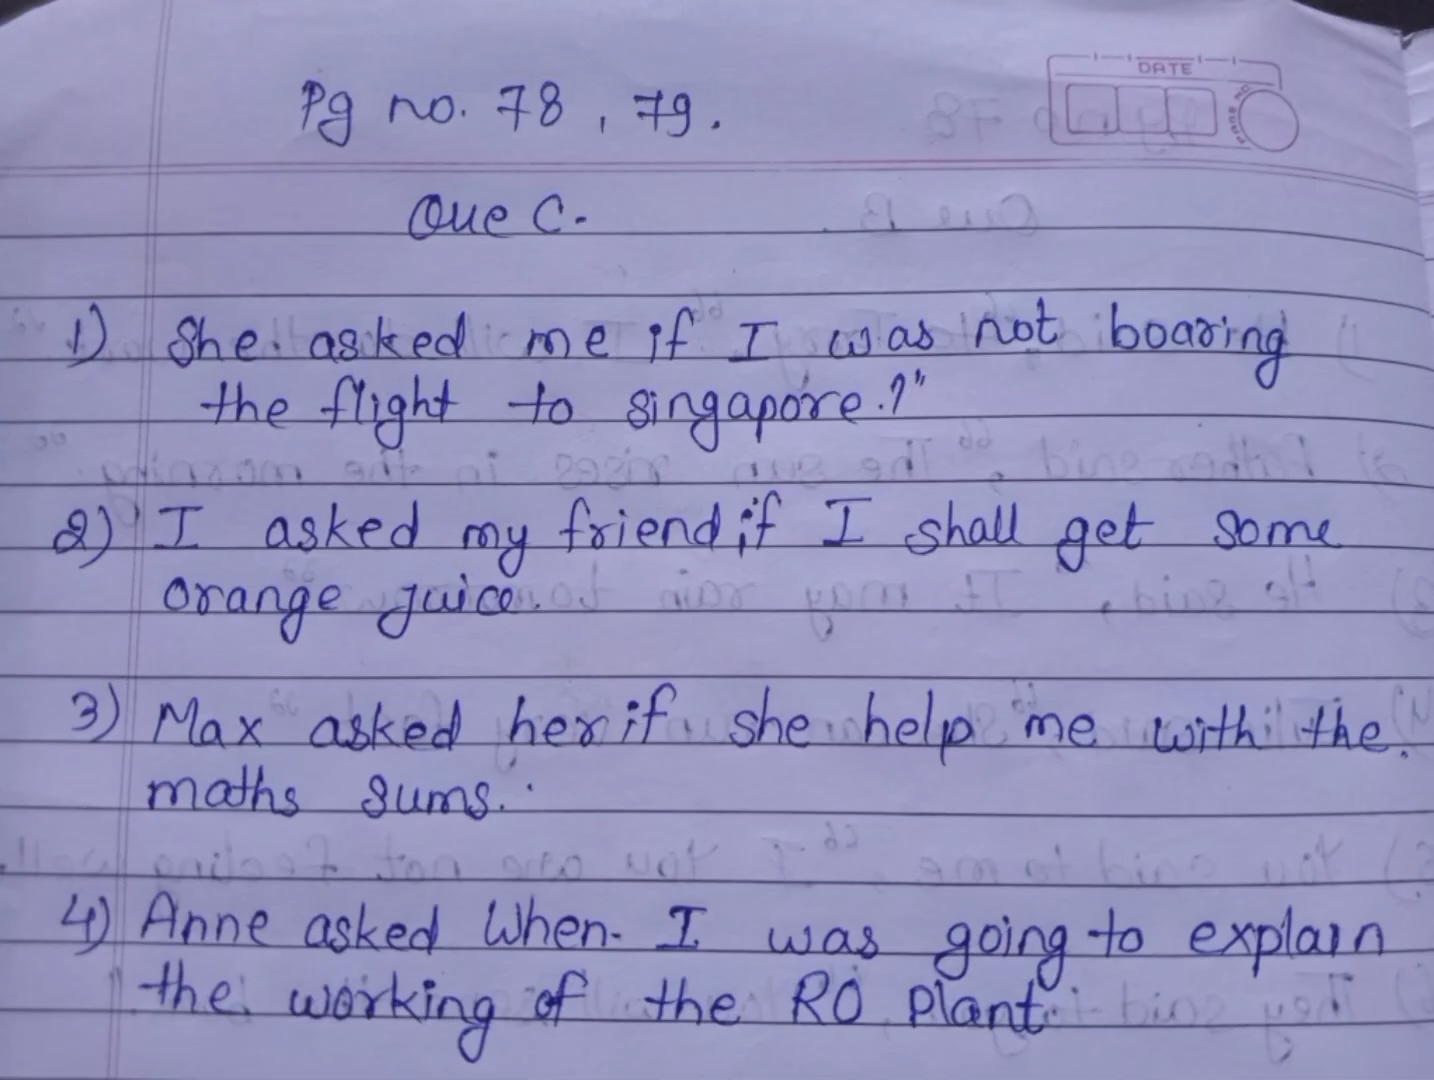 Pg no. 78, 79.
DATE
PAGE NO.
Que C.
1) She asked me if I was not boaring
the flight to singapore.?"
2) I asked my friend if I shall get some
orange juice.
3) Max asked her if she help me with the
maths sums.
4) Anne asked When I was going to explain
the working of the RO Plant.